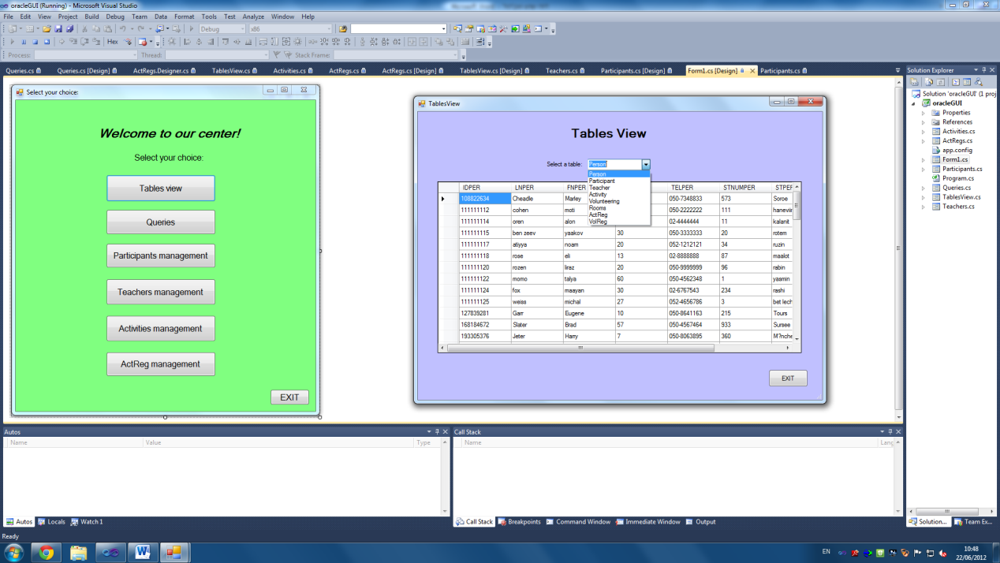 oracleGUI (Running) - Microsoft Visual Studio
File Edit View Project Build Debug Team Data Format Tools Test Analyze Window Help
Debug x86
Hex
Process: Thread: Stack Frame:
Queries.cs Queries.cs [Design] ActRegs.Designer.cs TablesView.cs Activities.cs ActRegs.cs ActRegs.cs [Design] TablesView.cs [Design] Teachers.cs Participants.cs [Design] Form1.cs [Design] Participants.cs
Select your choice:
Welcome to our center!
Select your choice:
Tables view
Queries
Participants management
Teachers management
Activities management
ActReg management
EXIT
TablesView
Tables View
Select a table: Person
Person
Participant
Teacher
Activity
Volunteering
Rooms
ActReg
VolReg
IDPER LNPER FNPER TELPER STNUMPER STPER
108822634 Cheadle Marley 050-7348833 573 Soroe
111111112 cohen moti 050-2222222 111 haneviir
111111114 oren alon 02-4444444 11 kalanit
111111115 ben zeev yaakov 30 050-3333333 20 rotem
111111117 atiyya noam 20 052-1212121 34 ruzin
111111118 rose eli 13 02-8888888 87 maalot
111111120 rozen liraz 20 050-9999999 96 rabin
111111122 momo talya 60 050-4562348 1 yasmin
111111124 fox maayan 30 02-6767543 234 rashi
111111125 weiss michal 27 052-4656786 3 bet lech
127839281 Garr Eugene 10 050-8641163 215 Tours
168184672 Slater Brad 57 050-4567464 933 Sursee
193305376 Jeter Harry 7 050-8063895 360 M?nche
EXIT
Solution Explorer
Solution 'oracleGUI' (1 proj
oracleGUI
Properties
References
Activities.cs
ActRegs.cs
app.config
Form1.cs
Participants.cs
Program.cs
Queries.cs
TablesView.cs
Teachers.cs
Solution... Team Ex...
Autos
Name Value Type
Autos Locals Watch 1
Call Stack
Name Lang
Call Stack Breakpoints Command Window Immediate Window Output
Ready
EN
10:48
22/06/2012